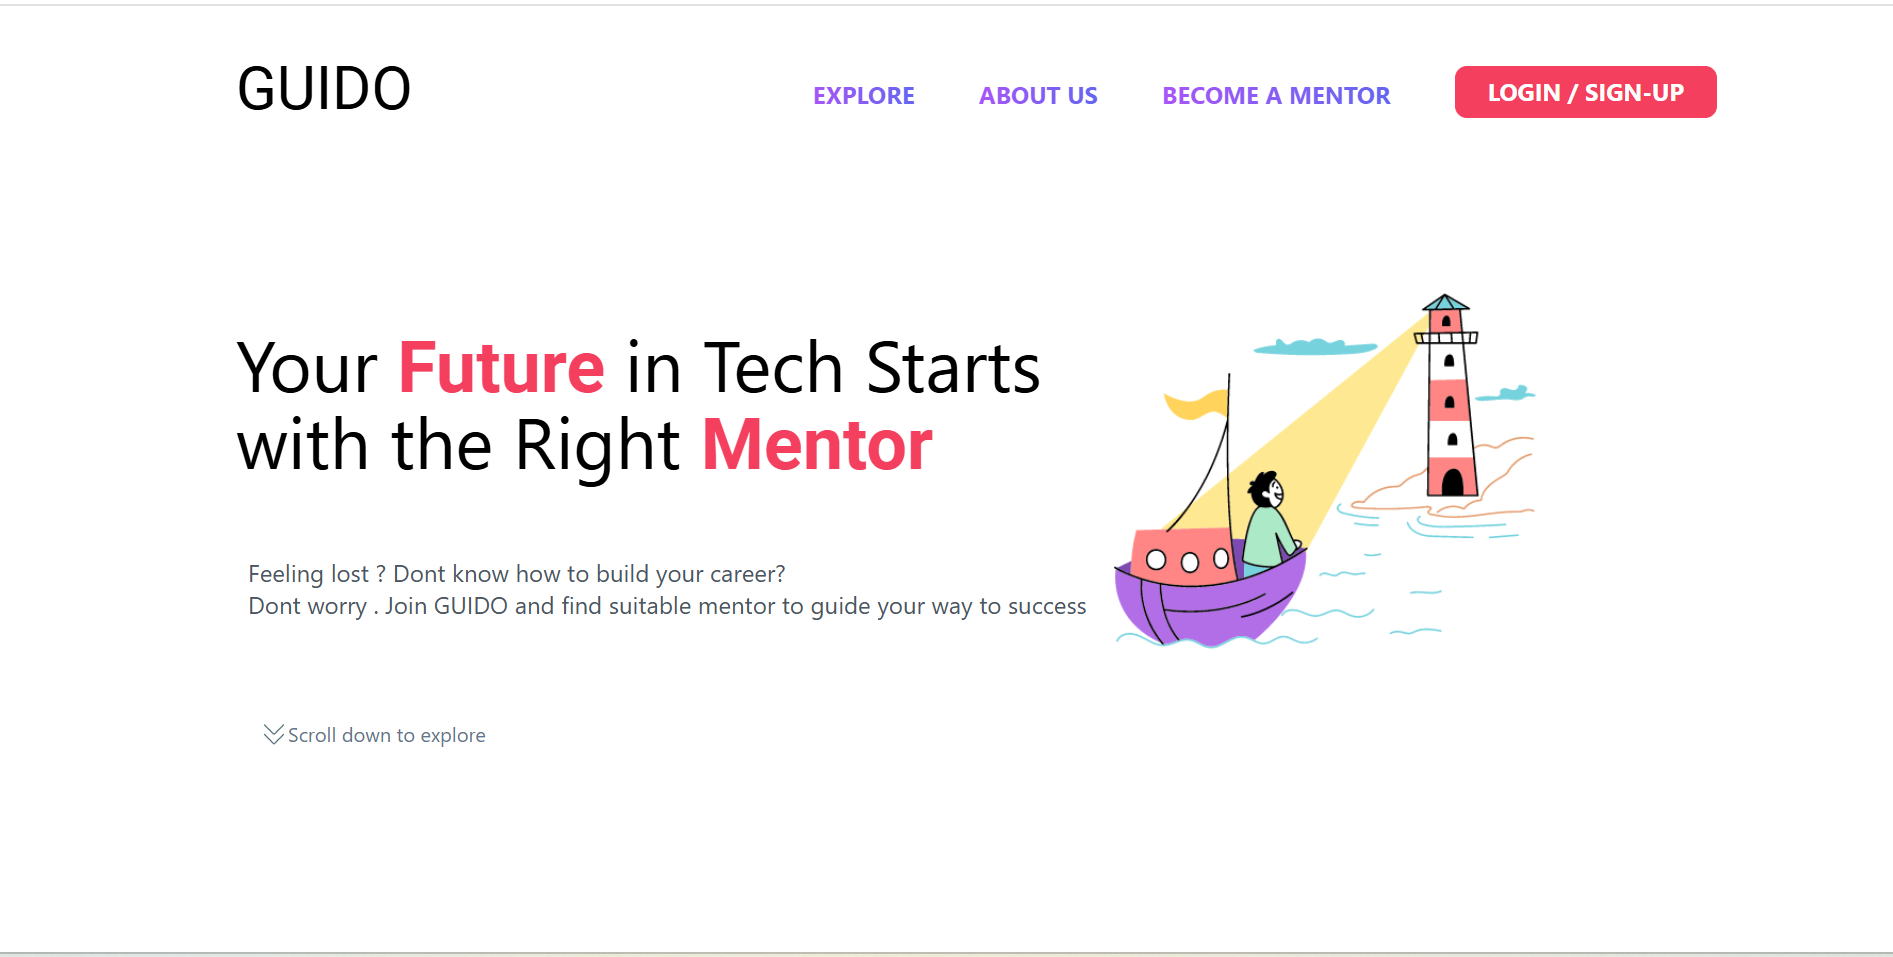 GUIDO
EXPLORE
ABOUT US
BECOME A MENTOR
LOGIN / SIGN-UP
Your Future in Tech Starts
with the Right Mentor
Feeling lost ? Dont know how to build your career?
Dont worry . Join GUIDO and find suitable mentor to guide your way to success
Scroll down to explore